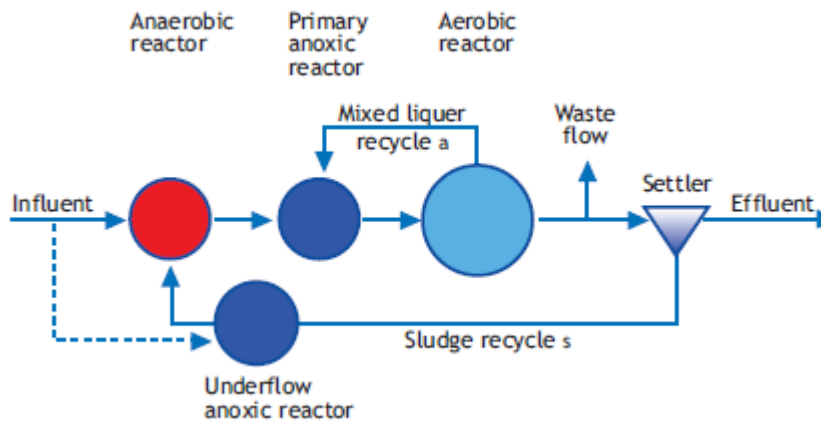 Anaerobic
reactor
Primary
anoxic
reactor
Aerobic
reactor
Mixed liquer
recycle a
Waste
flow
Settler
Influent
Effluent
Sludge recycle s
Underflow
anoxic reactor